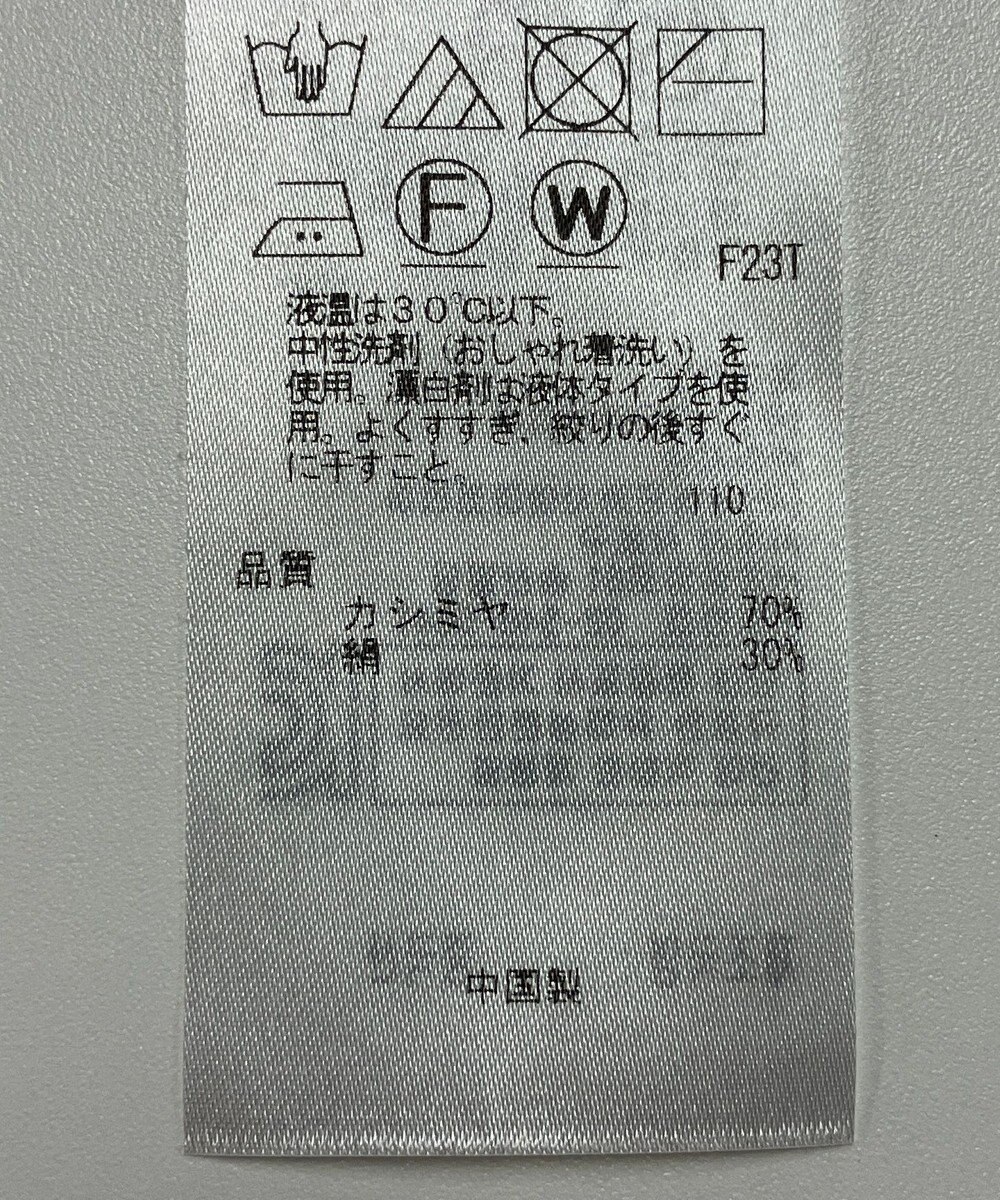 F
W
F23T
液温は30℃以下。
中性洗剤(おしゃれ着洗い)を
使用。漂白剤は液体タイプを使
用。よくすすぎ、絞りの後すぐ
に干すこと。
110
品質
カシミヤ 70%
絹 30%
中国製